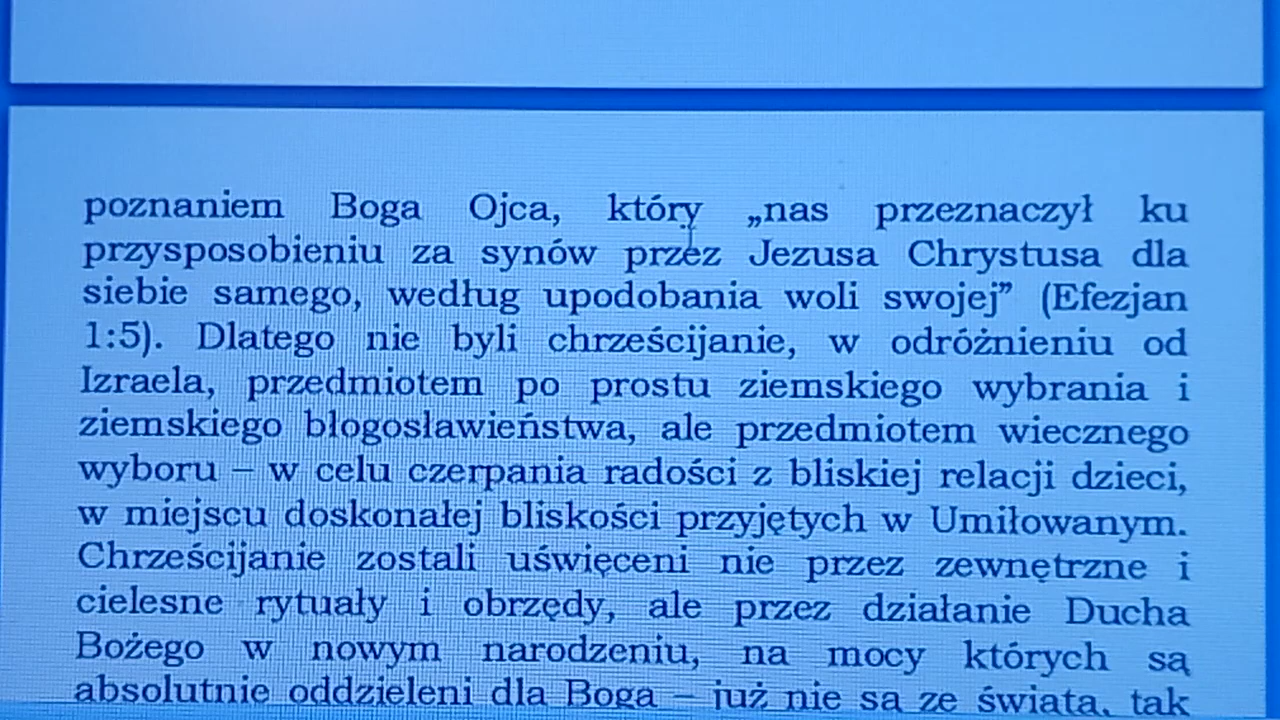 poznaniem Boga Ojca, który „nas przeznaczył ku
przysposobieniu za synów przez Jezusa Chrystusa dla
siebie samego, według upodobania woli swojej” (Efezjan
1:5). Dlatego nie byli chrześcijanie, w odróżnieniu od
Izraela, przedmiotem po prostu ziemskiego wybrania i
ziemskiego błogosławieństwa, ale przedmiotem wiecznego
wyboru – w celu czerpania radości z bliskiej relacji dzieci,
w miejscu doskonałej bliskości przyjętych w Umiłowanym.
Chrześcijanie zostali uświęceni nie przez zewnętrzne i
cielesne rytuały i obrzędy, ale przez działanie Ducha
Bożego w nowym narodzeniu, na mocy których są
absolutnie oddzieleni dla Boga – już nie są ze świata, tak